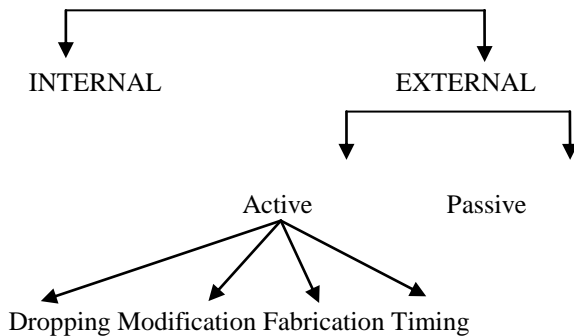 INTERNAL EXTERNAL
Active Passive
Dropping Modification Fabrication Timing